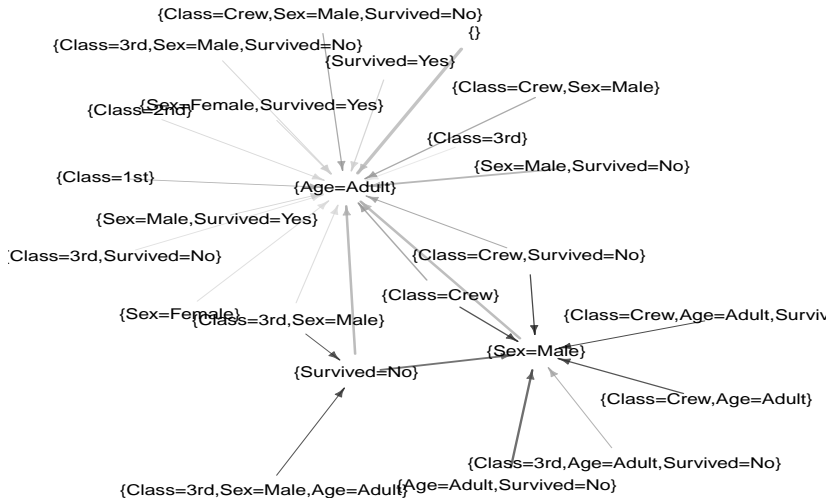 {Class=Crew,Sex=Male,Survived=No}
{}
{Class=3rd,Sex=Male,Survived=No}
{Survived=Yes}
{Class=Crew,Sex=Male}
{Class=2nd}
{Sex=Female,Survived=Yes}
{Class=3rd}
{Sex=Male,Survived=No}
{Class=1st}
{Age=Adult}
{Sex=Male,Survived=Yes}
{Class=3rd,Survived=No}
{Class=Crew,Survived=No}
{Class=Crew}
{Sex=Female}
{Class=3rd,Sex=Male}
{Class=Crew,Age=Adult,Surviv
{Sex=Male}
{Survived=No}
{Class=Crew,Age=Adult}
{Class=3rd,Age=Adult,Survived=No}
{Class=3rd,Sex=Male,Age=Adult}
{Age=Adult,Survived=No}